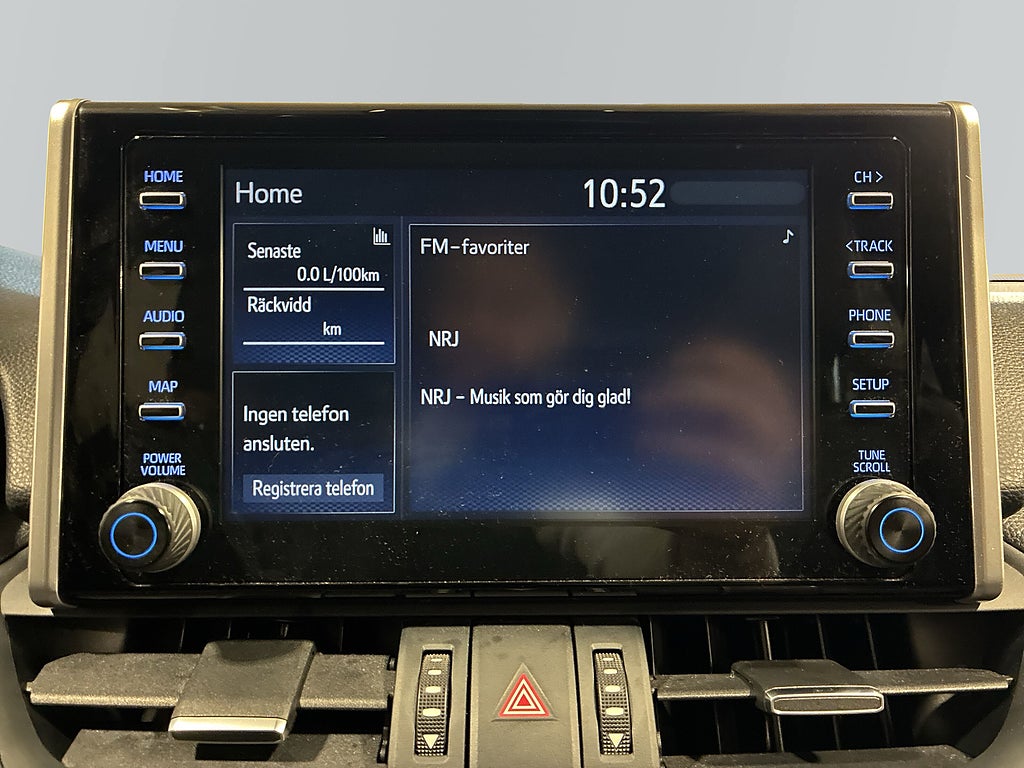 HOME
MENU
AUDIO
MAP
POWER
VOLUME
Home
10:52
Senaste
0.0 L/100km
Räckvidd
km
Ingen telefon
ansluten.
Registrera telefon
FM-favoriter
NRJ
NRJ - Musik som gör dig glad!
CH >
<TRACK
PHONE
SETUP
TUNE
SCROLL